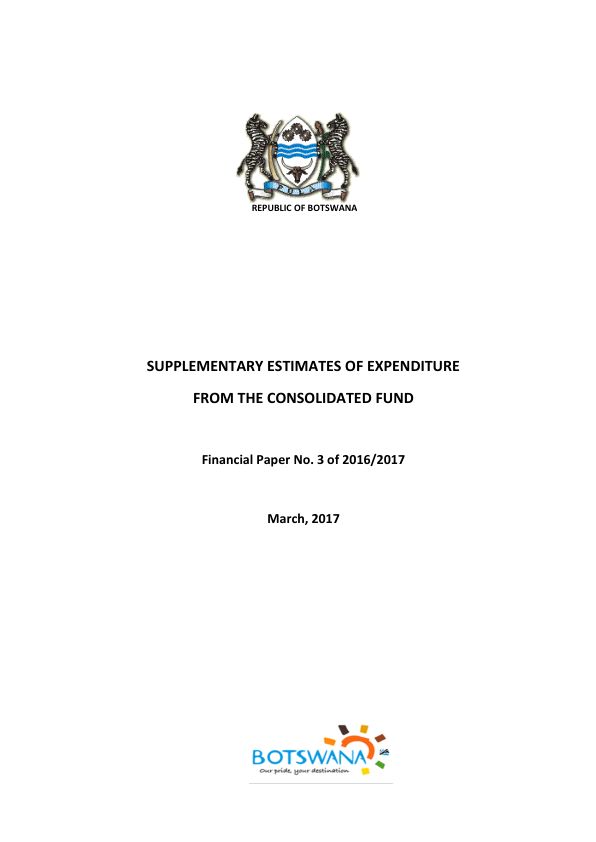 PULA
REPUBLIC OF BOTSWANA
SUPPLEMENTARY ESTIMATES OF EXPENDITURE
FROM THE CONSOLIDATED FUND
Financial Paper No. 3 of 2016/2017
March, 2017
BOTSWANA
Our pride, your destination.